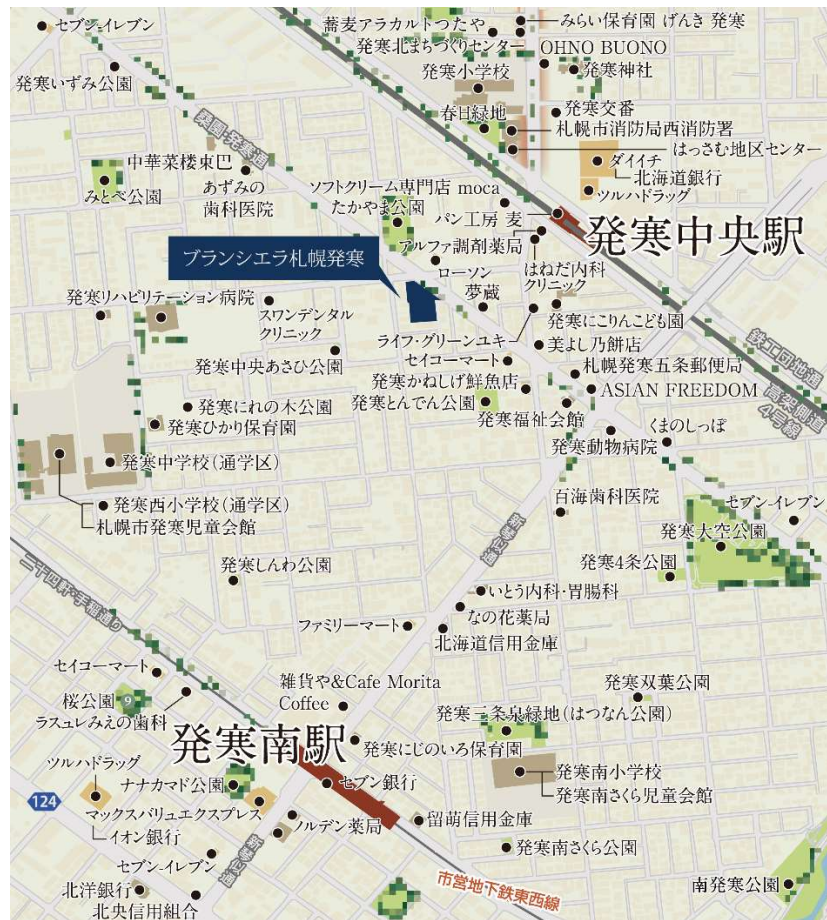 セブン-イレブン
発寒いずみ公園
蕎麦アラカルトつたや
みらい保育園 げんき 発寒
発寒北まちづくりセンター
OHNO BUONO
発寒小学校
発寒神社
春日緑地
発寒交番
札幌市消防局西消防署
はっさむ地区センター
ダイイチ
北海道銀行
ツルハドラッグ
桑園・発寒通
中華菜楼東巴
みとべ公園
あずみの
歯科医院
ソフトクリーム専門店 moca
たかやま公園
パン工房 麦
アルファ調剤薬局
発寒中央駅
ブランシエラ札幌発寒
ローソン
夢蔵
はねだ内科
クリニック
発寒リハビリテーション病院
スワンデンタル
クリニック
発寒にこりんこども園
ライフ・グリーンユキ
美よし乃餅店
セイコーマート
発寒中央あさひ公園
札幌発寒五条郵便局
発寒かねしげ鮮魚店
ASIAN FREEDOM
発寒とんでん公園
発寒福祉会館
鉄工団地通
高架側道
4号線
発寒にれの木公園
発寒ひかり保育園
くまのしっぽ
発寒動物病院
発寒中学校(通学区)
発寒西小学校(通学区)
札幌市発寒児童会館
百海歯科医院
セブン-イレブン
発寒大空公園
発寒4条公園
二十四軒・手稲通り
発寒しんわ公園
いとう内科・胃腸科
なの花薬局
ファミリーマート
北海道信用金庫
セイコーマート
桜公園
ラスュレみえの歯科
雑貨や&Cafe Morita
Coffee
発寒双葉公園
発寒三条泉緑地(はつなん公園)
発寒南駅
発寒にじのいろ保育園
ツルハドラッグ
ナナカマド公園
セブン銀行
発寒南小学校
発寒南さくら児童会館
124
マックスバリュエクスプレス
イオン銀行
ノルデン薬局
留萌信用金庫
セブン-イレブン
発寒南さくら公園
北洋銀行
北央信用組合
市営地下鉄東西線
南発寒公園